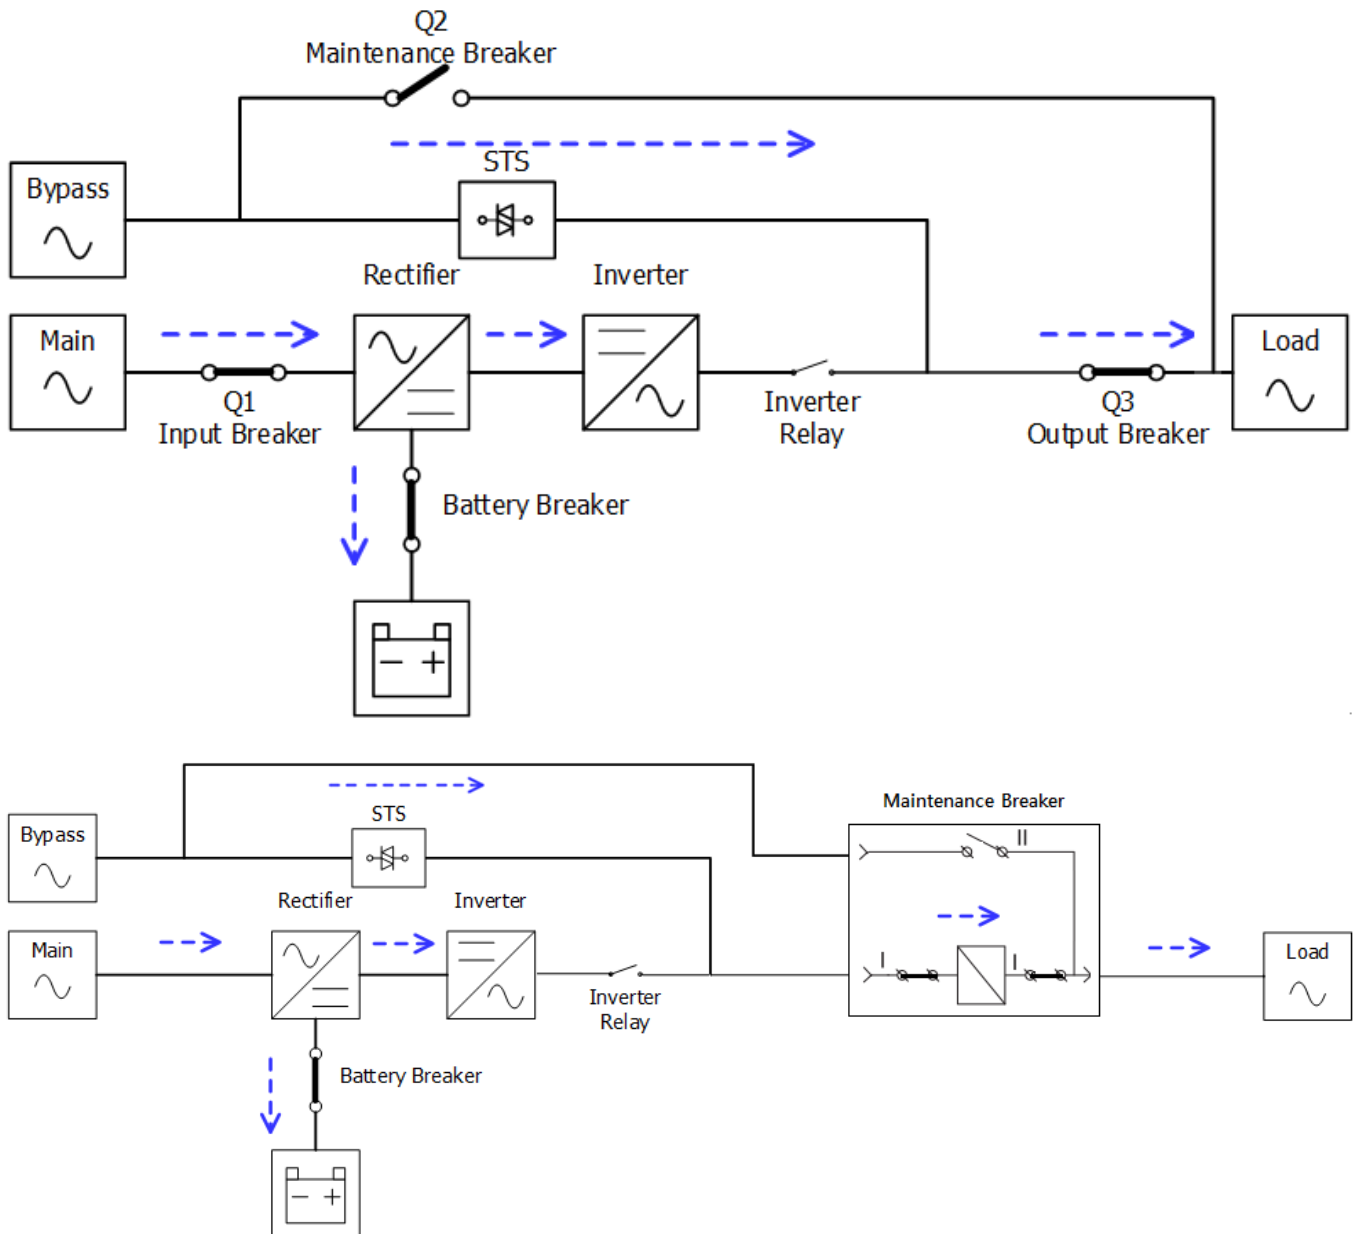 Q2
Maintenance Breaker
STS
Bypass
Rectifier
Inverter
Main
Load
Q1
Input Breaker
Inverter
Relay
Q3
Output Breaker
Battery Breaker
− +
Maintenance Breaker
STS
II
Bypass
Rectifier
Inverter
Main
I
I
Load
Inverter
Relay
Battery Breaker
− +